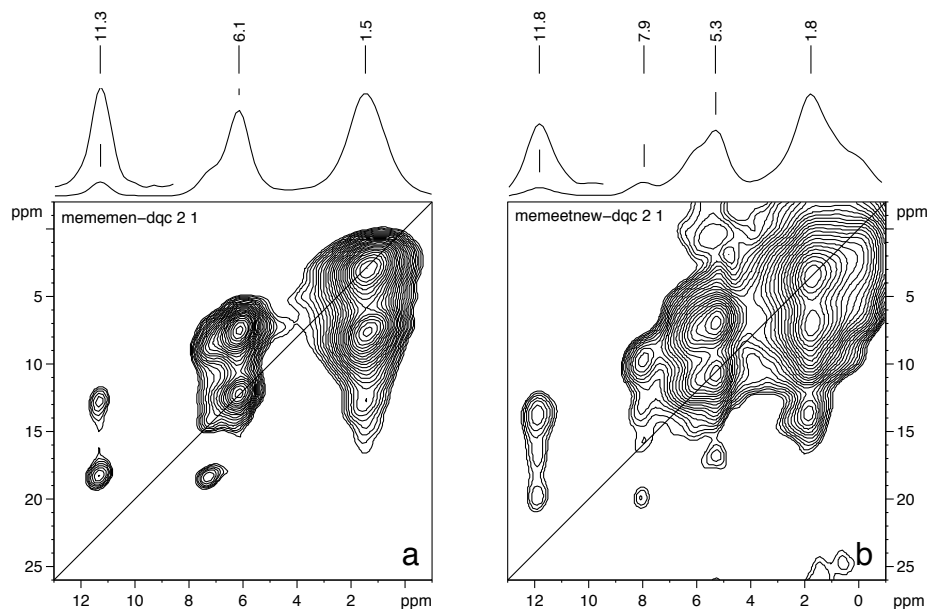 11.3 6.1 1.5 11.8 7.9 5.3 1.8
ppm ppm
mememen-dqc 2 1 memeetnew-dqc 2 1
5 5
10 10
15 15
20 20
25 25
a b
12 10 8 6 4 2 ppm 12 10 8 6 4 2 0 ppm